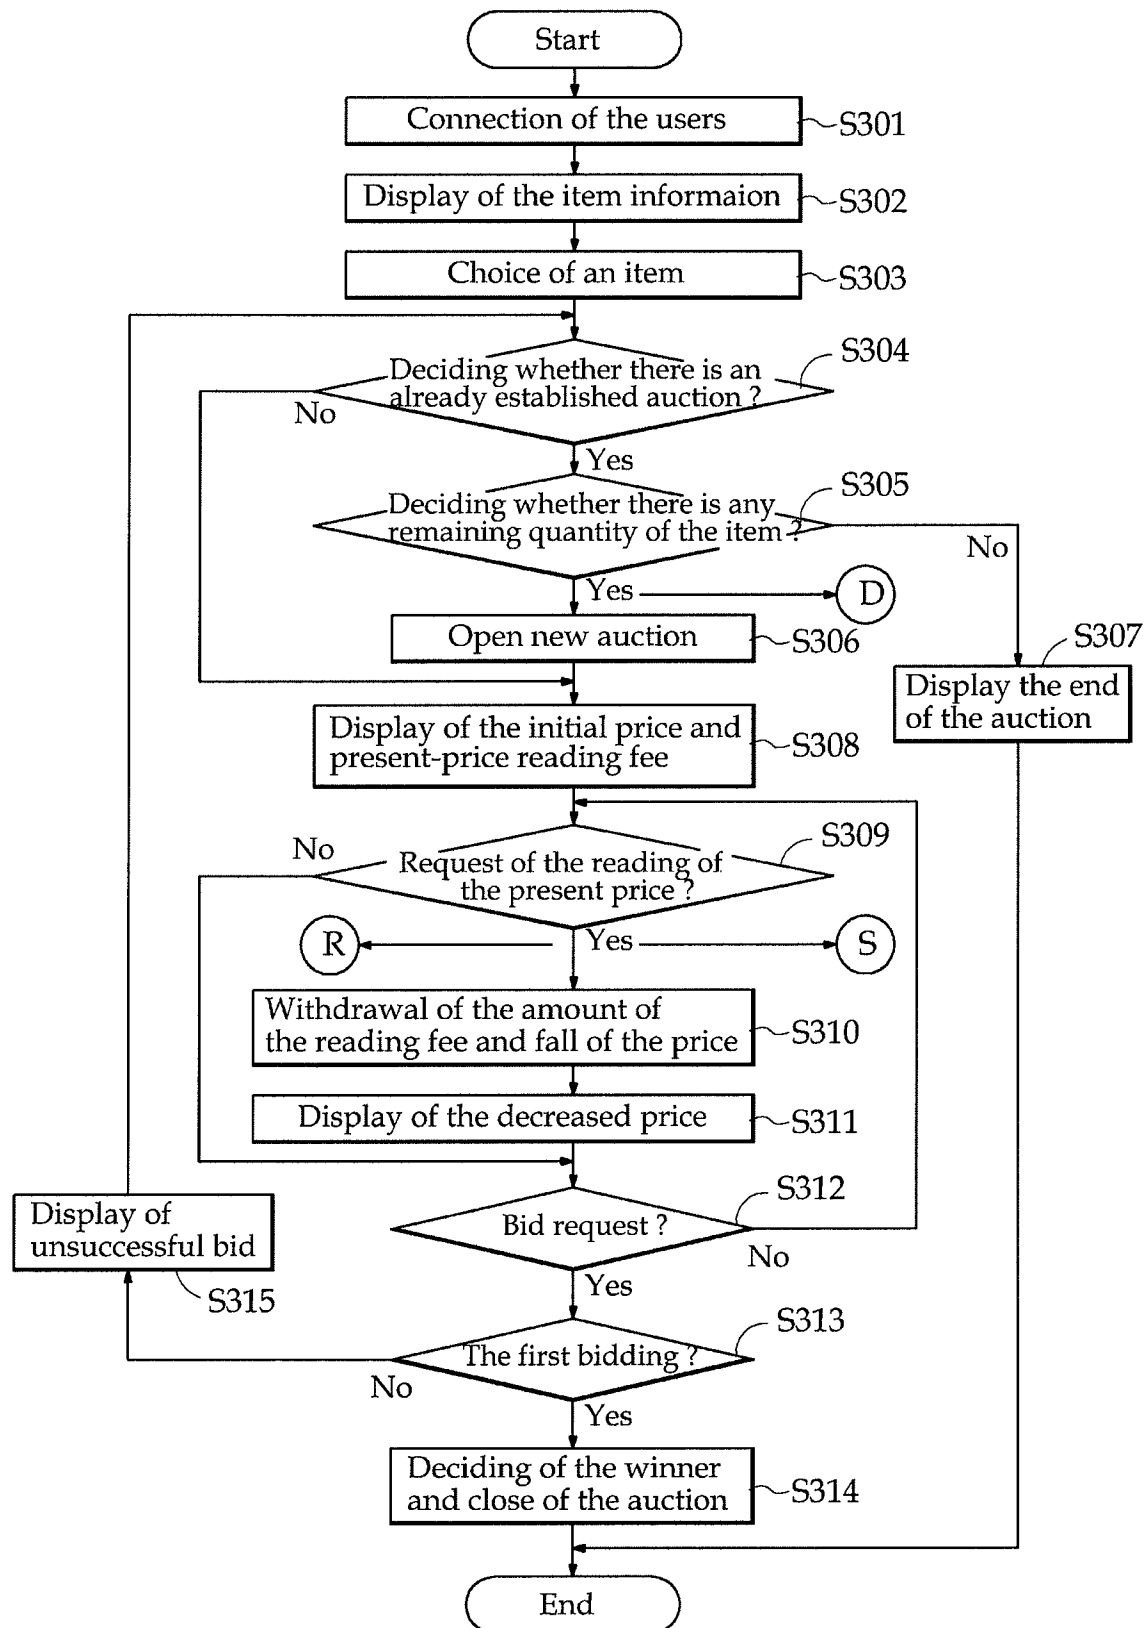 Start
Connection of the users
S301
Display of the item informaion
S302
Choice of an item
S303
S304
Deciding whether there is an
already established auction ?
No
Yes
S305
Deciding whether there is any
remaining quantity of the item ?
No
Yes
D
Open new auction
S306
S307
Display the end
of the auction
Display of the initial price and
present-price reading fee
S308
S309
No
Request of the reading of
the present price ?
R
Yes
S
Withdrawal of the amount of
the reading fee and fall of the price
S310
Display of the decreased price
S311
S312
Display of
unsuccessful bid
Bid request ?
No
Yes
S315
S313
The first bidding ?
No
Yes
Deciding of the winner
and close of the auction
S314
End